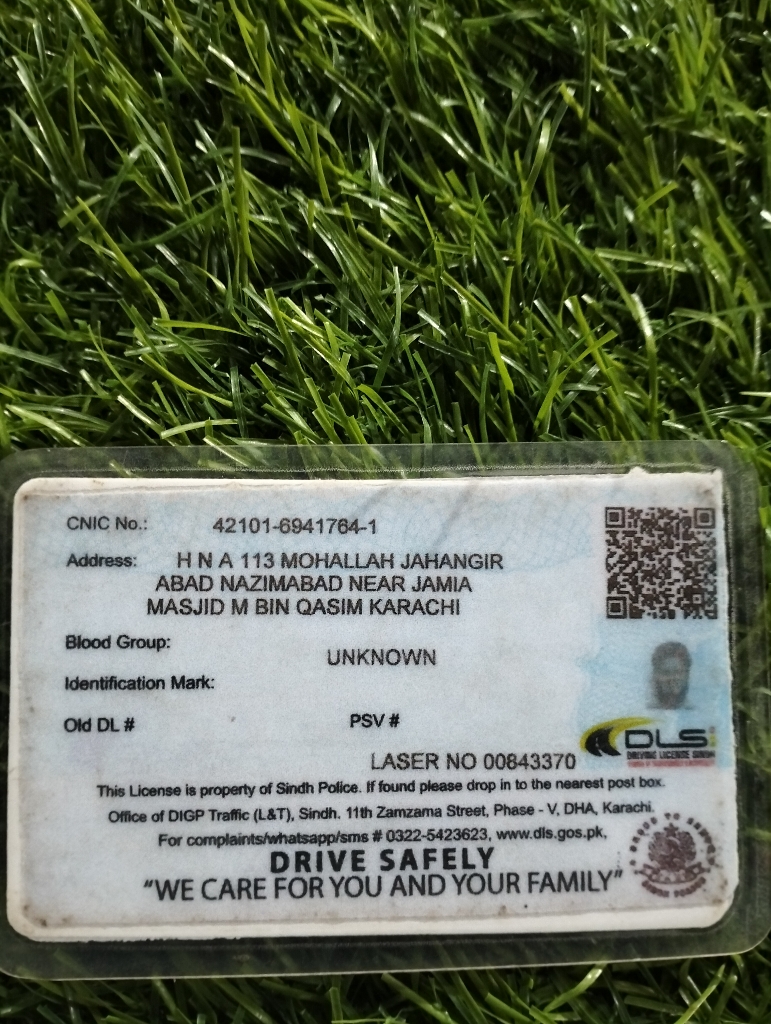 CNIC No.: 42101-6941764-1
Address: H N A 113 MOHALLAH JAHANGIR
ABAD NAZIMABAD NEAR JAMIA
MASJID M BIN QASIM KARACHI
Blood Group:
UNKNOWN
Identification Mark:
Old DL # PSV #
DLS
DRIVING LICENSE SINDH
LASER NO 00843370
This License is property of Sindh Police. If found please drop in to the nearest post box.
Office of DIGP Traffic (L&T), Sindh. 11th Zamzama Street, Phase - V, DHA, Karachi.
For complaints/whatsapp/sms # 0322-5423623, www.dls.gos.pk,
DRIVE SAFELY
"WE CARE FOR YOU AND YOUR FAMILY"